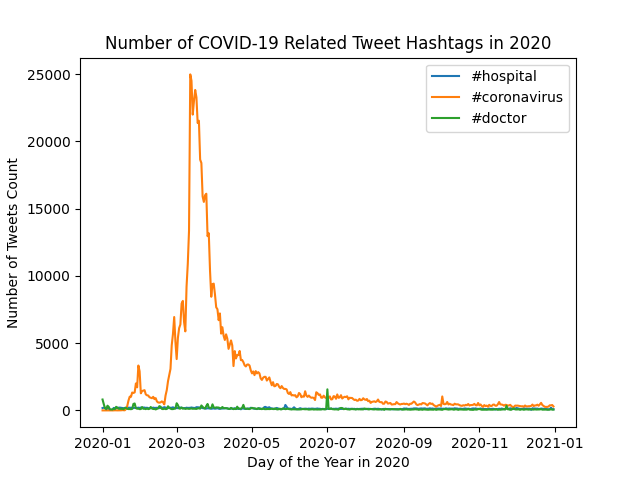 Number of COVID-19 Related Tweet Hashtags in 2020
#hospital
#coronavirus
#doctor
Number of Tweets Count
25000
20000
15000
10000
5000
0
2020-01 2020-03 2020-05 2020-07 2020-09 2020-11 2021-01
Day of the Year in 2020